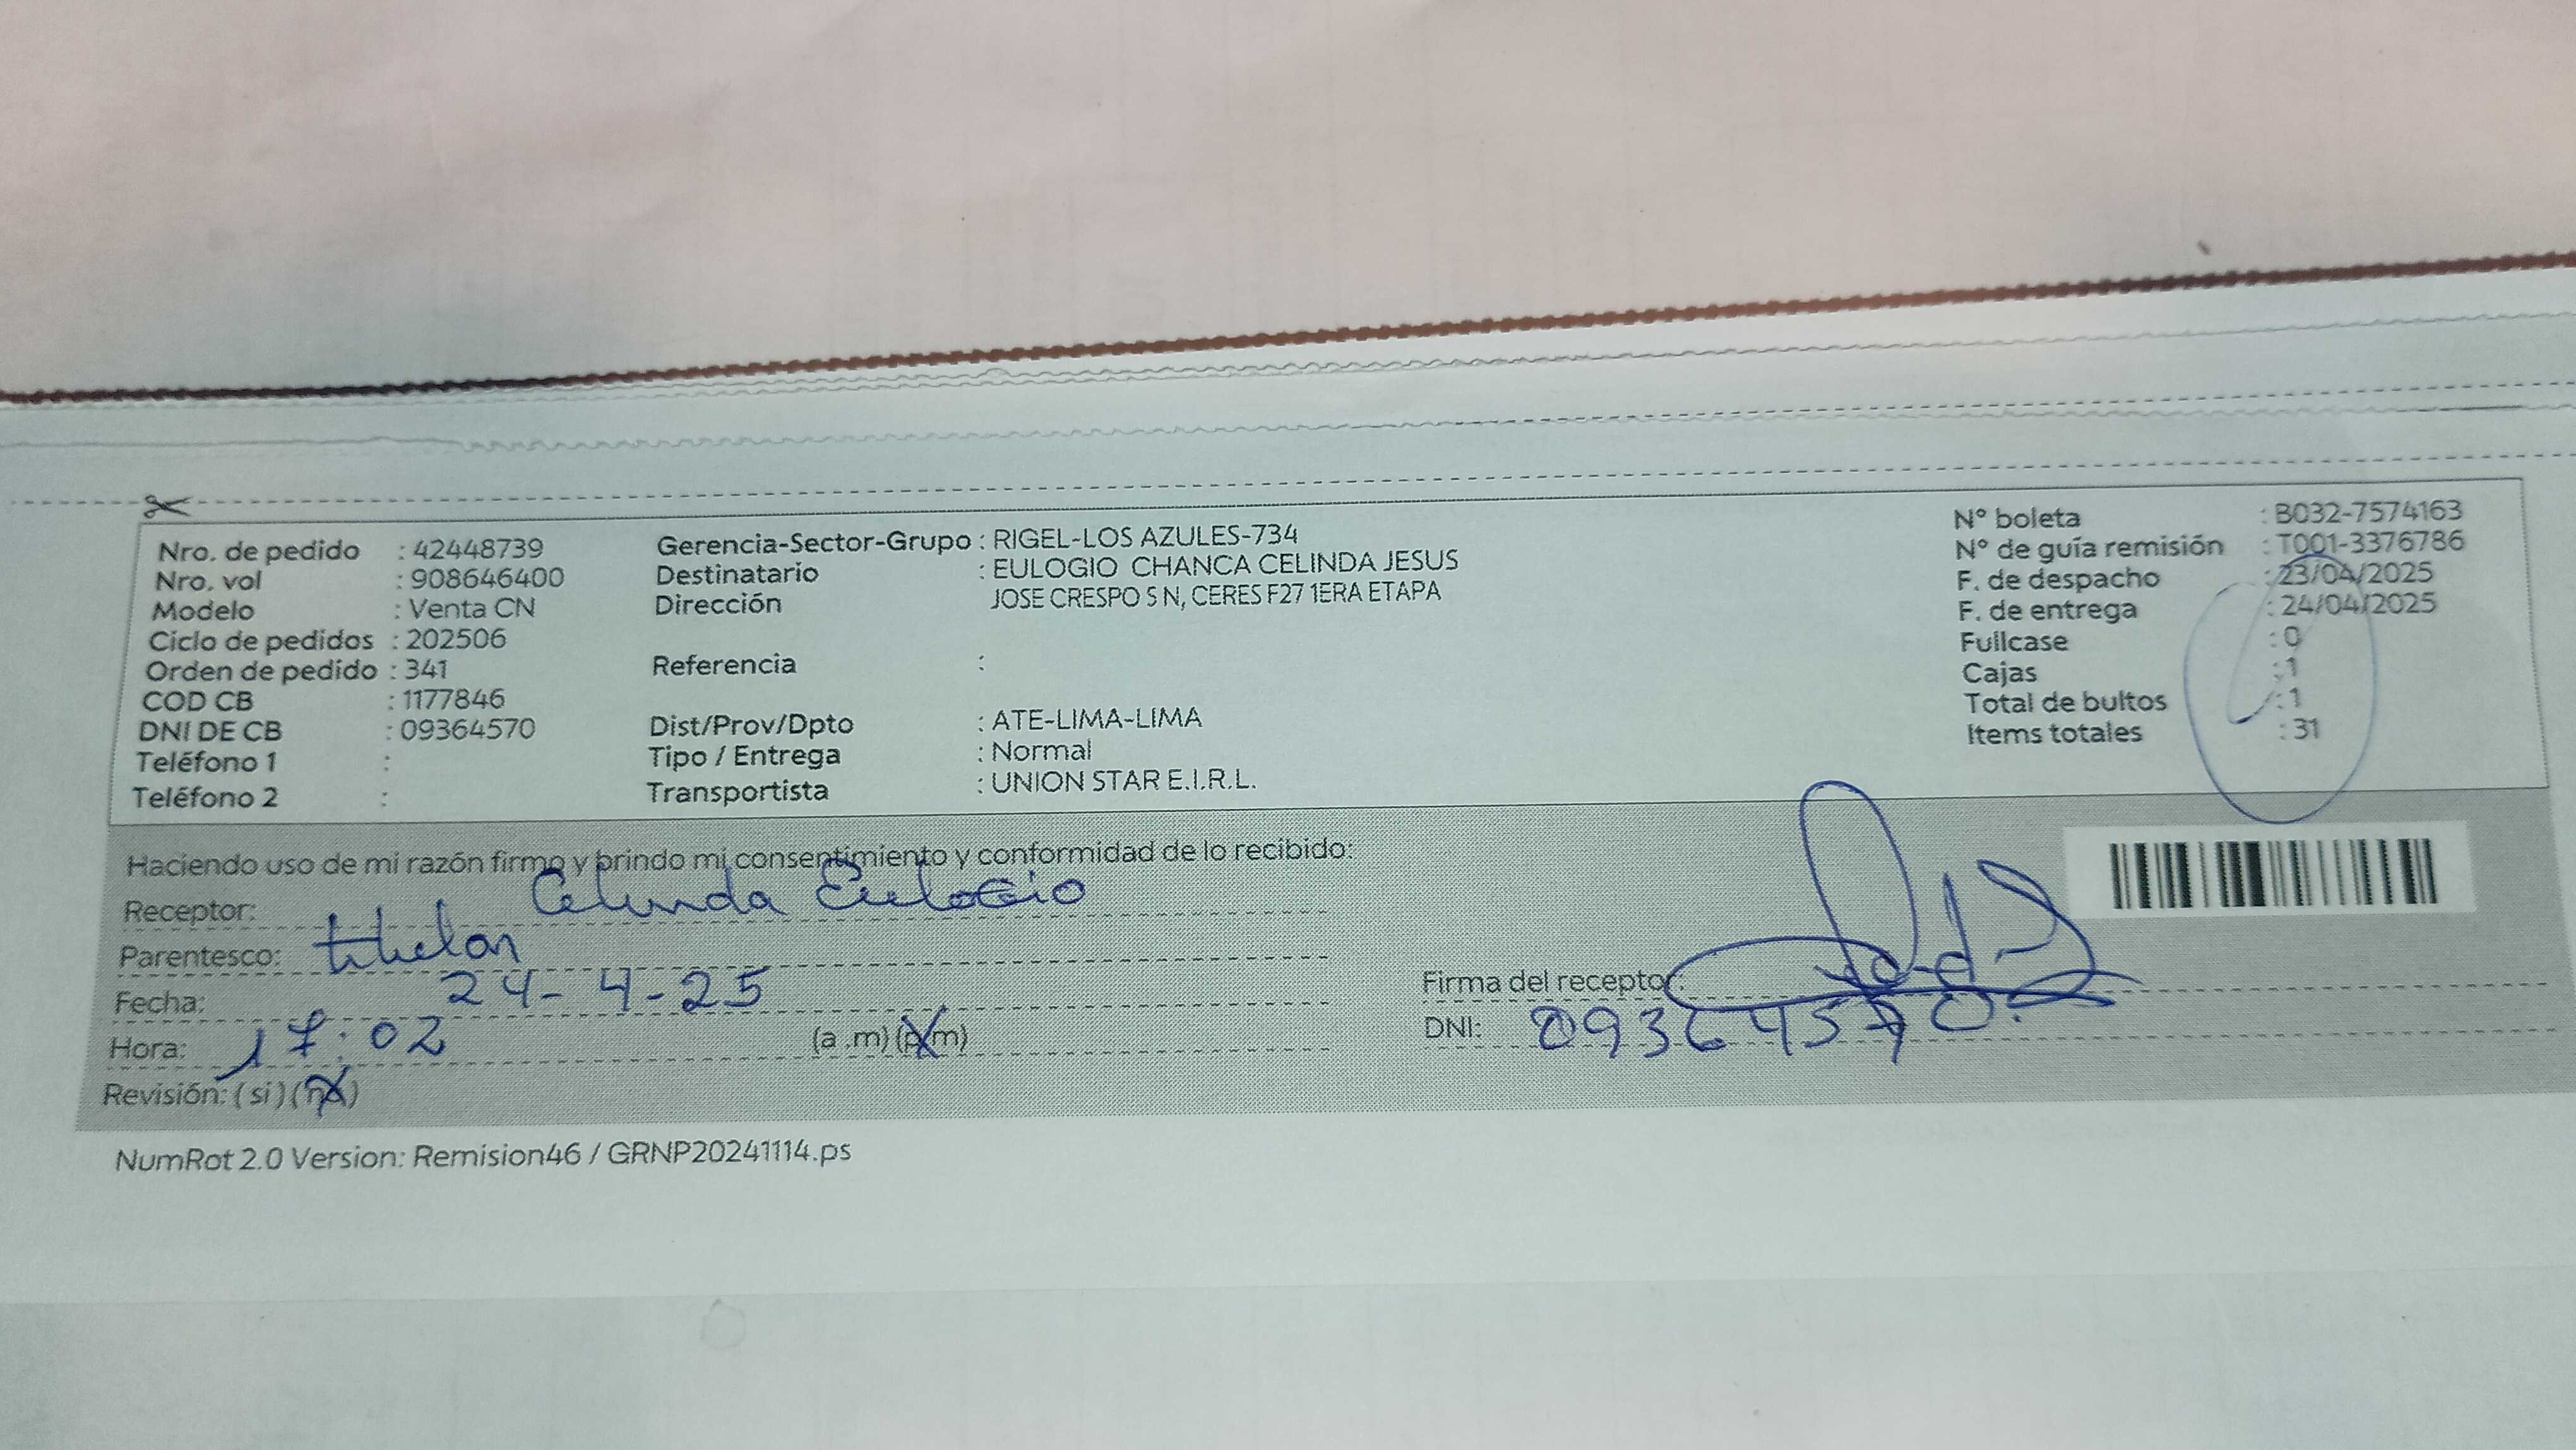 Nro. de pedido : 42448739
Nro. vol : 908646400
Modelo : Venta CN
Ciclo de pedidos : 202506
Orden de pedido : 341
COD CB : 1177846
DNI DE CB : 09364570
Teléfono 1 :
Teléfono 2 :
Gerencia-Sector-Grupo : RIGEL-LOS AZULES-734
Destinatario : EULOGIO CHANCA CELINDA JESUS
Dirección JOSE CRESPO S N, CERES F27 1ERA ETAPA
Referencia :
Dist/Prov/Dpto : ATE-LIMA-LIMA
Tipo / Entrega : Normal
Transportista : UNION STAR E.I.R.L.
N° boleta : B032-7574163
N° de guía remisión : T001-3376786
F. de despacho : 23/04/2025
F. de entrega : 24/04/2025
Fullcase : 0
Cajas : 1
Total de bultos : 1
Items totales : 31
Haciendo uso de mi razón firmo y brindo mi consentimiento y conformidad de lo recibido:
Receptor: Celinda Eulogio
Parentesco:
Fecha: 24-4-25
Hora: 17:02 (a .m) (p.m)
Revisión: ( si ) ( no )
Firma del receptor:
DNI: 09364570
NumRot 2.0 Version: Remision46 / GRNP20241114.ps